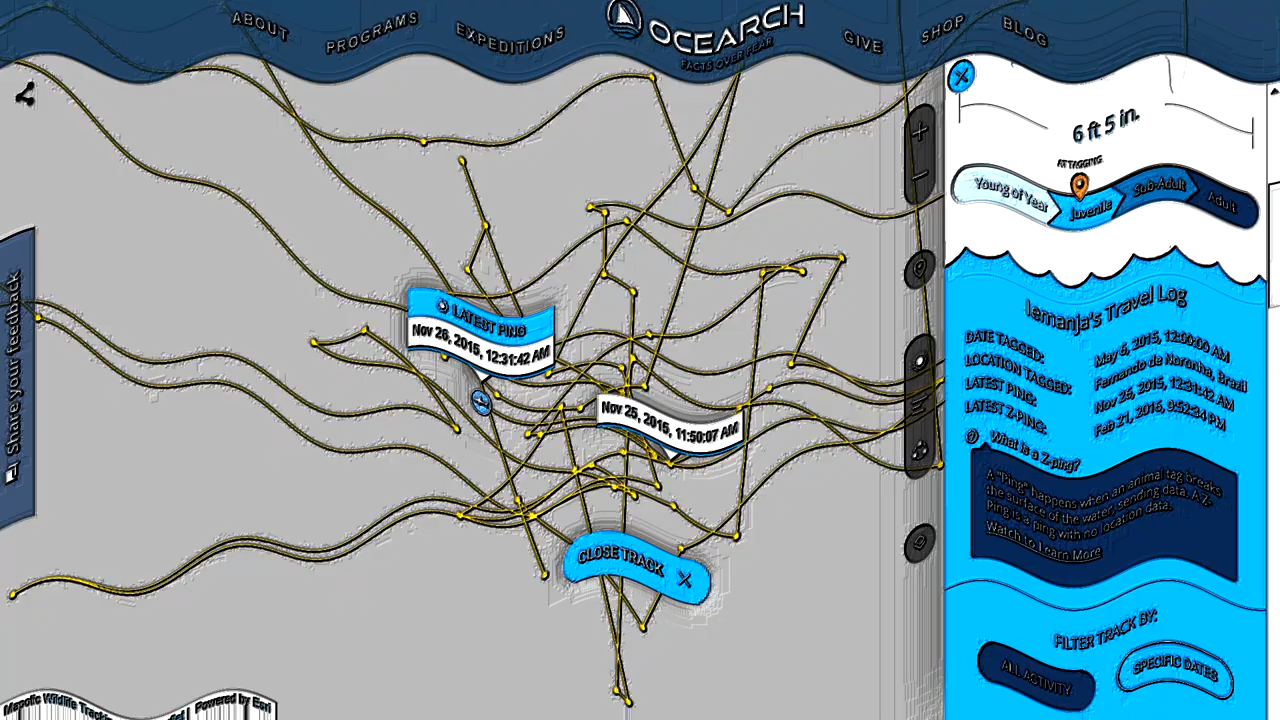 ABOUT
PROGRAMS
EXPEDITIONS
OCEARCH
FACTS OVER FEAR
GIVE
SHOP
BLOG
6 ft 5 in.
AT TAGGING
Young of Year
Juvenile
Sub-Adult
Adult
Share your feedback
LATEST PING
Nov 26, 2015, 12:31:42 AM
Nov 25, 2015, 11:50:07 AM
CLOSE TRACK
Iemanja's Travel Log
DATE TAGGED: May 6, 2015, 12:00:00 AM
LOCATION TAGGED: Fernando de Noronha, Brazil
LATEST PING: Nov 26, 2015, 12:31:42 AM
LATEST Z-PING: Feb 21, 2016, 9:52:34 PM
What is a Z-ping?
A "Ping" happens when an animal tag breaks
the surface of the water, sending data. A Z-
Ping is a ping with no location data.
Watch to Learn More
FILTER TRACK BY:
ALL ACTIVITY
SPECIFIC DATES
Mapotic Wildlife
Powered by Esri